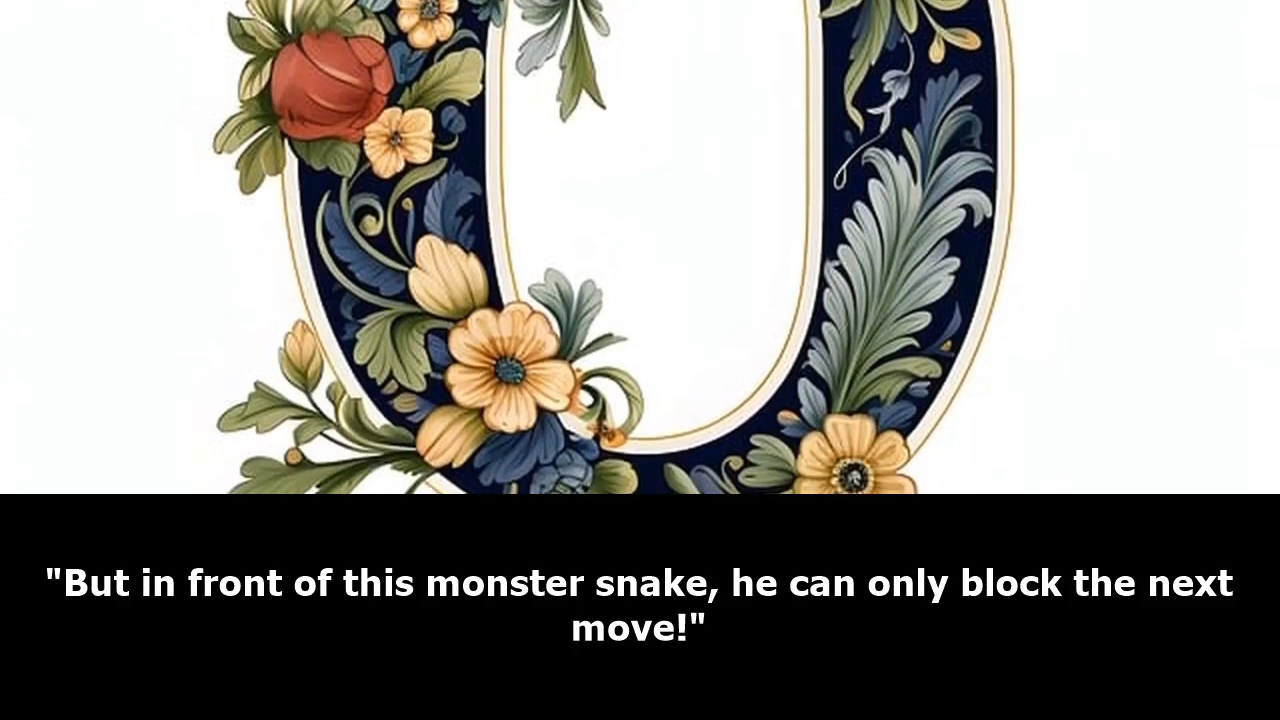 "But in front of this monster snake, he can only block the next
move!"